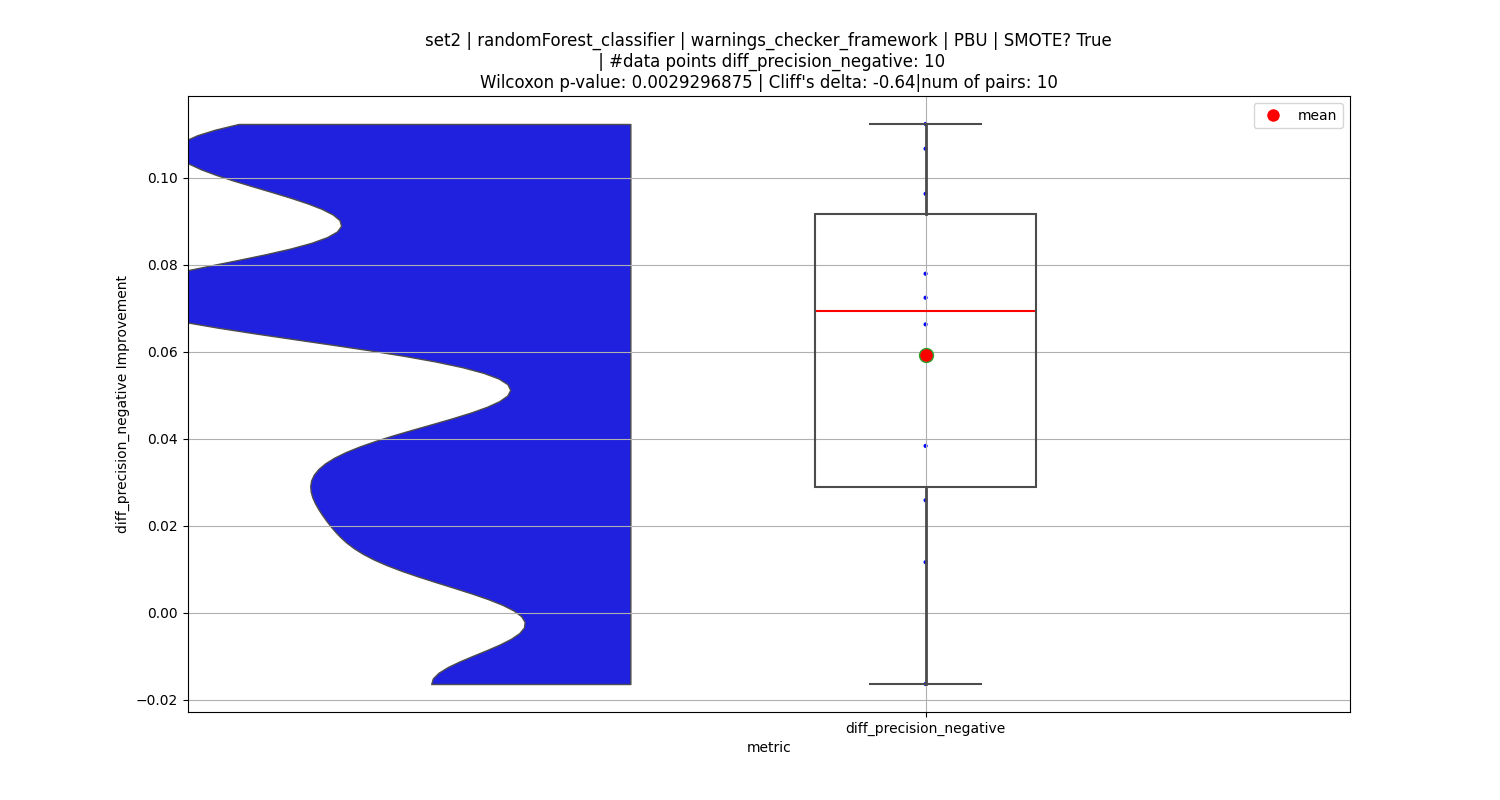 set2 | randomForest_classifier | warnings_checker_framework | PBU | SMOTE? True
| #data points diff_precision_negative: 10
Wilcoxon p-value: 0.0029296875 | Cliff's delta: -0.64|num of pairs: 10
mean
0.10
0.08
0.06
0.04
0.02
0.00
−0.02
diff_precision_negative Improvement
diff_precision_negative
metric